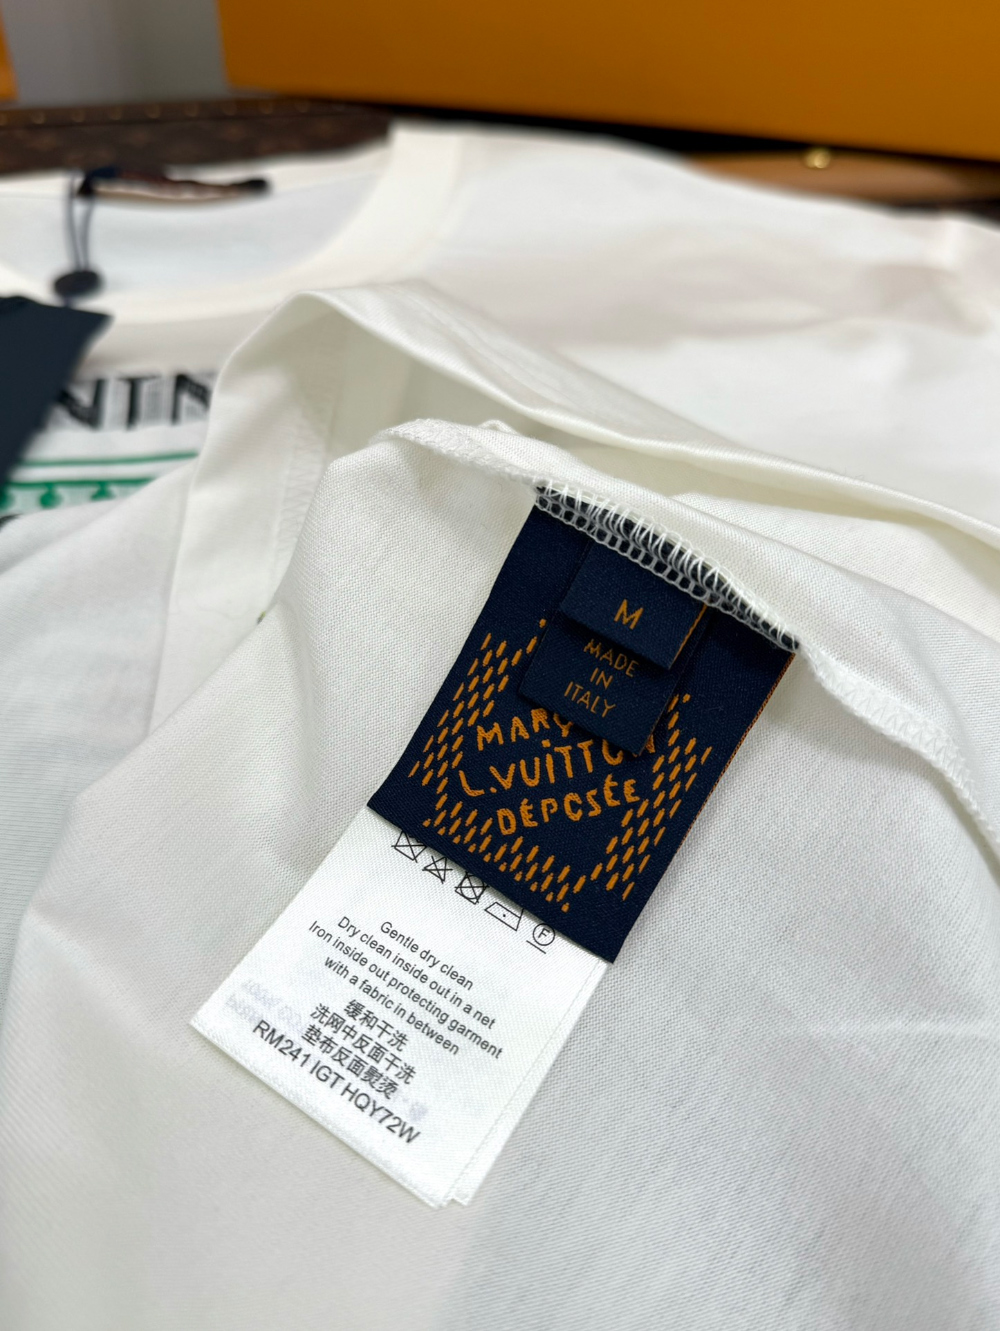 M
MADE
IN
ITALY
L.VUITTON
DÉPOSÉE
Gentle dry clean
Dry clean inside out in a net
Iron inside out protecting garment
with a fabric in between
缓和干洗
洗网中反面干洗
垫布反面熨烫
RM241 IGT HQY72W
F